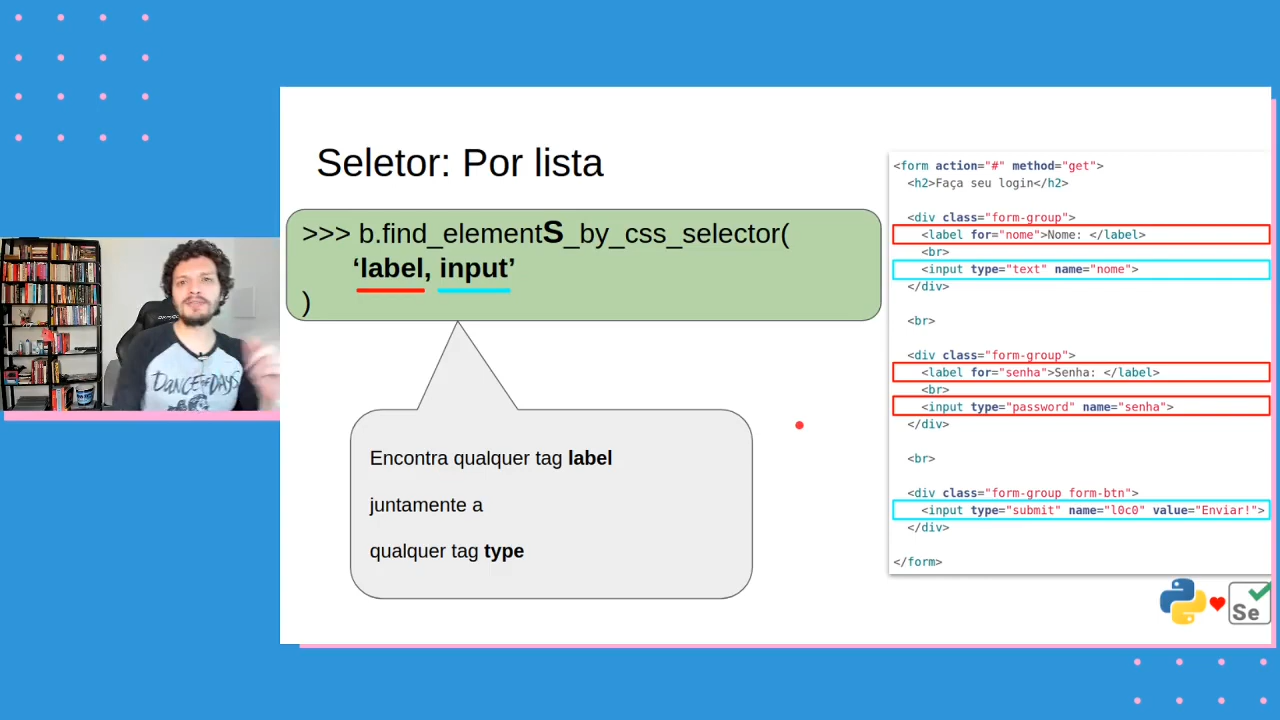 Seletor: Por lista
>>> b.find_elementS_by_css_selector(
‘label, input’
)
Encontra qualquer tag label
juntamente a
qualquer tag type
<form action="#" method="get">
<h2>Faça seu login</h2>
<div class="form-group">
<label for="nome">Nome: </label>
<br>
<input type="text" name="nome">
</div>
<br>
<div class="form-group">
<label for="senha">Senha: </label>
<br>
<input type="password" name="senha">
</div>
<br>
<div class="form-group form-btn">
<input type="submit" name="l0c0" value="Enviar!">
</div>
</form>
Se
DANCE OF DAYS